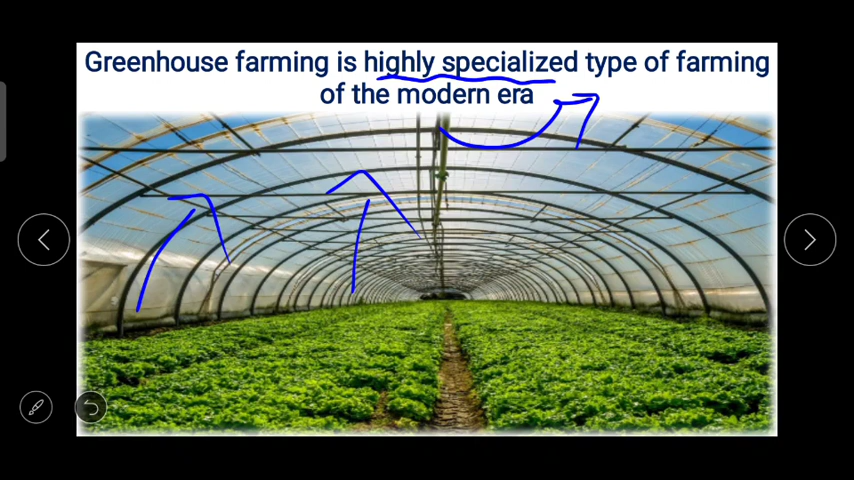 Greenhouse farming is highly specialized type of farming
of the modern era